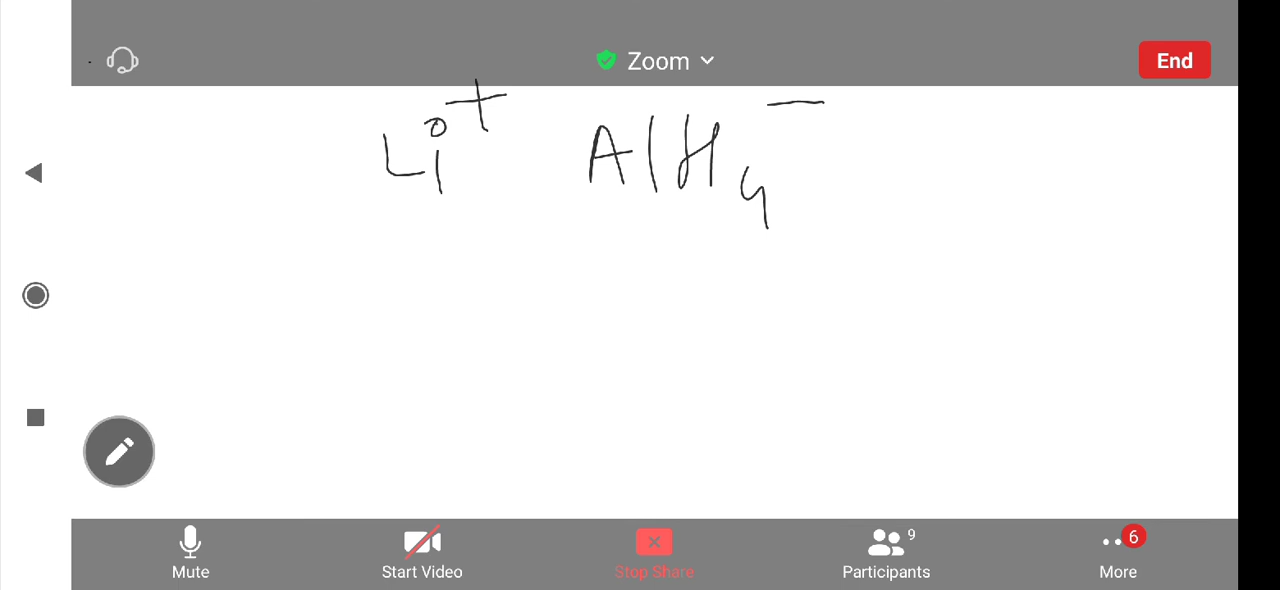 Zoom
End
Li⁺ AlH₄⁻
9
6
Mute
Start Video
Stop Share
Participants
More